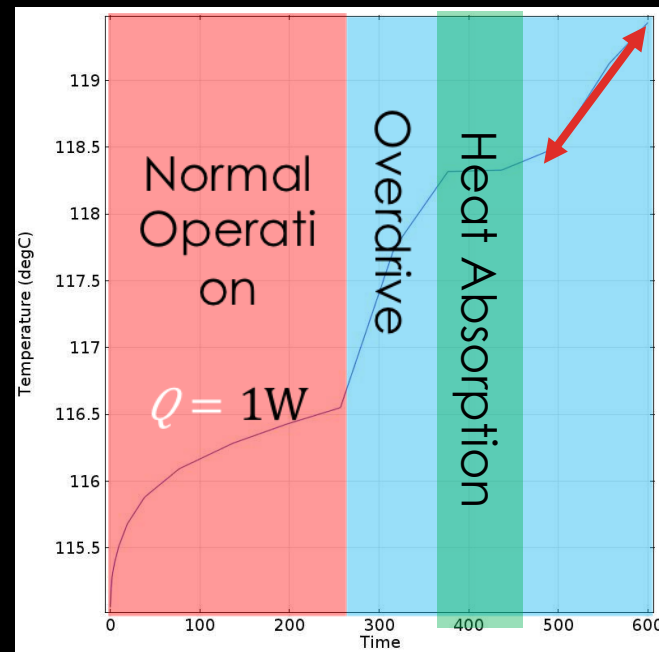 119
118.5
118
117.5
117
116.5
116
115.5
Temperature (degC)
Normal
Operati
on
Q = 1W
Overdrive
Heat Absorption
0 100 200 300 400 500 600
Time